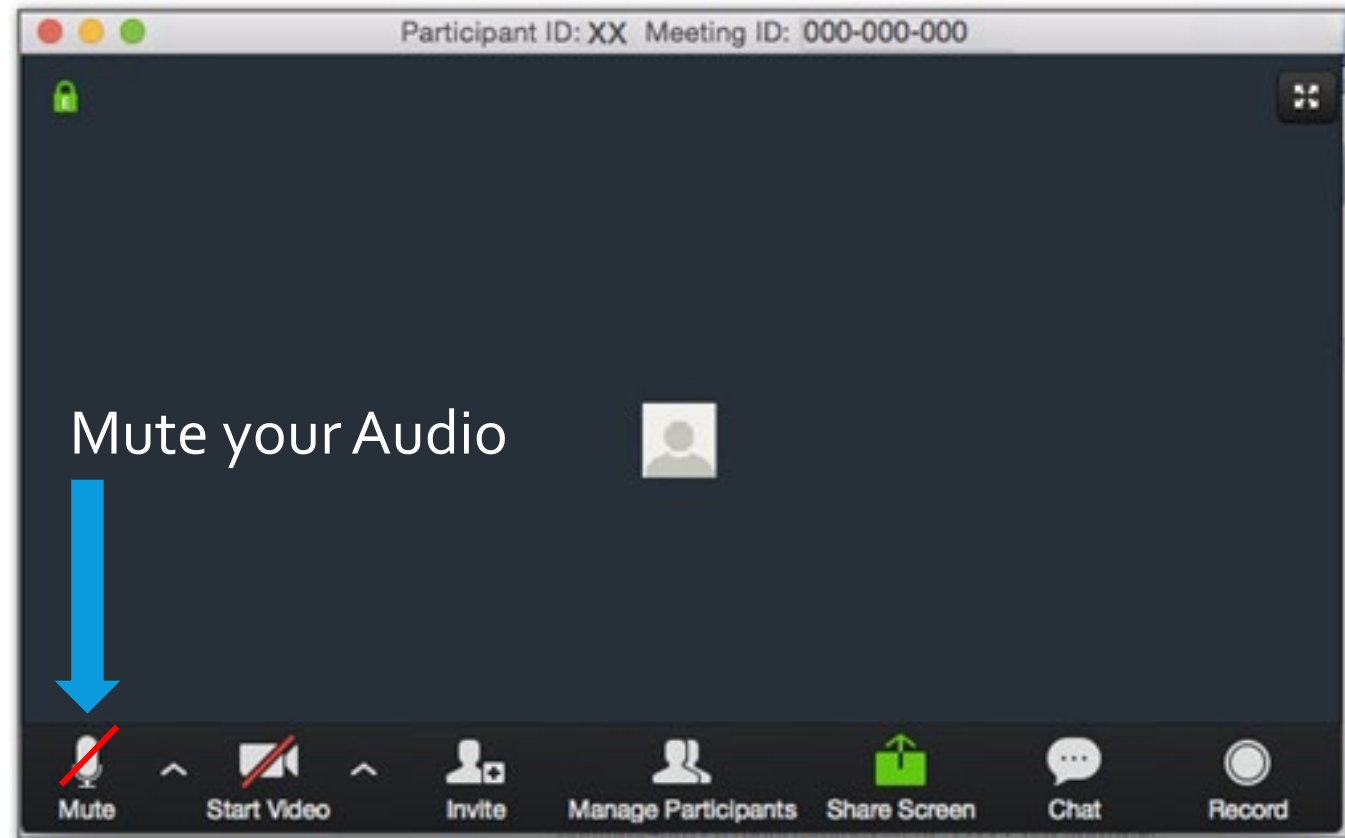 Participant ID: XX Meeting ID: 000-000-000
E
Mute your Audio
Mute Start Video Invite Manage Participants Share Screen Chat Record